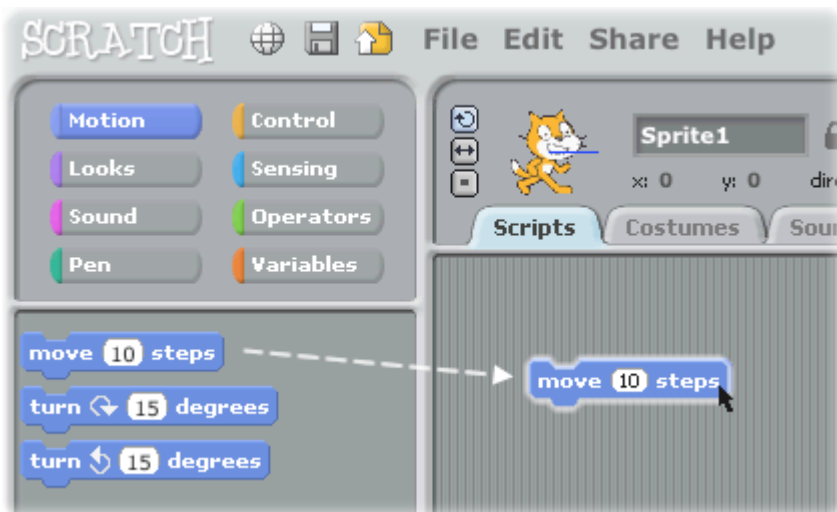 SCRATCH File Edit Share Help
Motion Control
Looks Sensing
Sound Operators
Pen Variables
Sprite1
x: 0 y: 0
Scripts Costumes
move 10 steps
turn 15 degrees
turn 15 degrees
move 10 steps